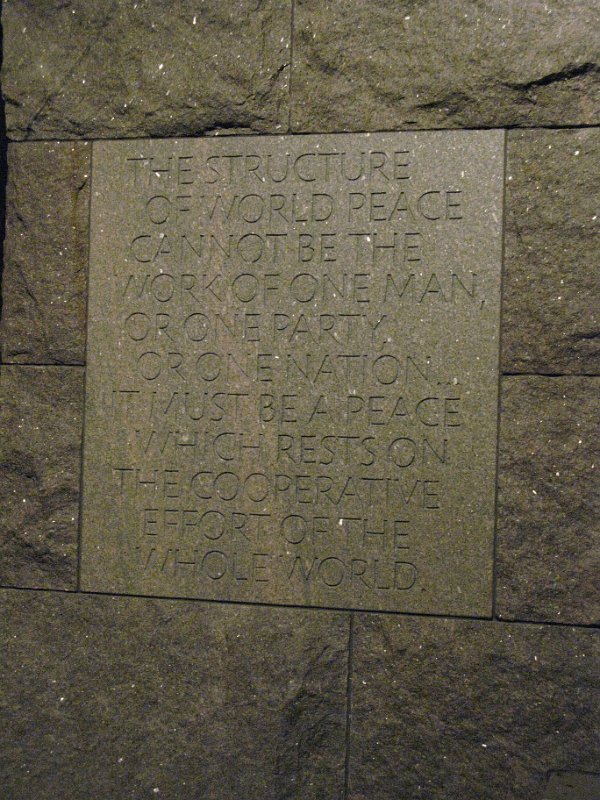 THE STRUCTURE
OF WORLD PEACE
CANNOT BE THE
WORK OF ONE MAN,
OR ONE PARTY,
OR ONE NATION...
IT MUST BE A PEACE
WHICH RESTS ON
THE COOPERATIVE
EFFORT OF THE
WHOLE WORLD.